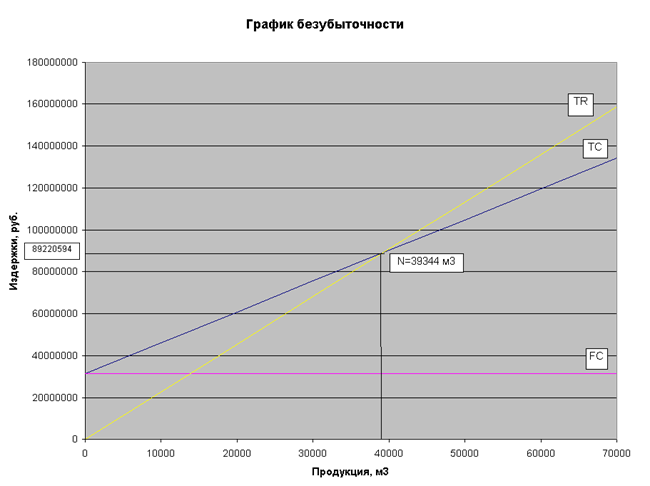 График безубыточности
180000000
160000000
140000000
120000000
100000000
89220594
80000000
60000000
40000000
20000000
0
Издержки, руб.
TR
TC
N=39344 м3
FC
0 10000 20000 30000 40000 50000 60000 70000
Продукция, м3